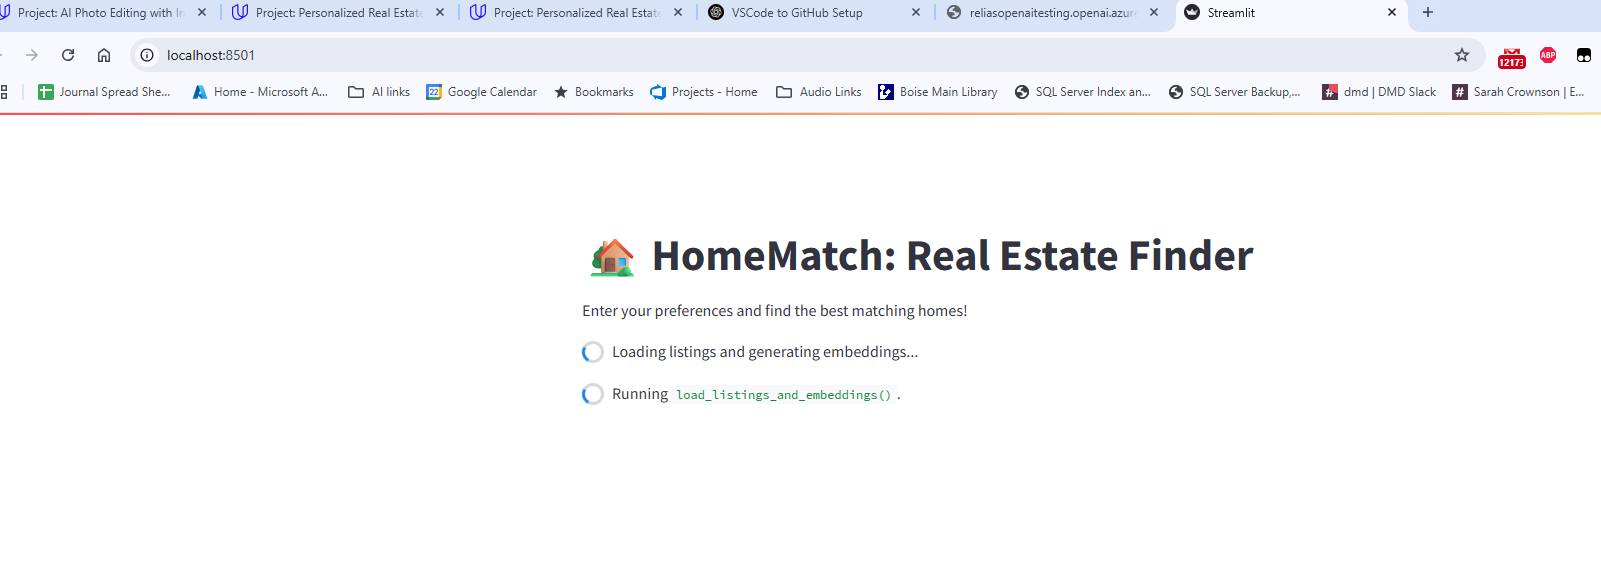 Project: AI Photo Editing with In
Project: Personalized Real Estate
Project: Personalized Real Estate
VSCode to GitHub Setup
reliasopenaitesting.openai.azure
Streamlit
localhost:8501
12173
ABP
Journal Spread She...
Home - Microsoft A...
AI links
22
Google Calendar
Bookmarks
Projects - Home
Audio Links
Boise Main Library
SQL Server Index an...
SQL Server Backup,...
# dmd | DMD Slack
# Sarah Crownson | E...
HomeMatch: Real Estate Finder
Enter your preferences and find the best matching homes!
Loading listings and generating embeddings...
Running load_listings_and_embeddings().